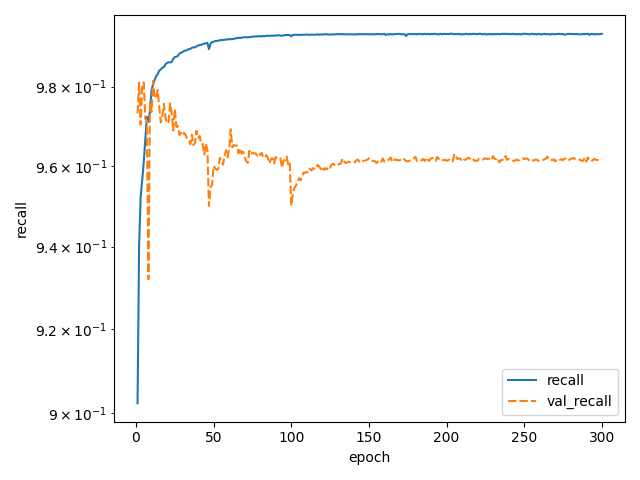 9.8 × 10⁻¹
9.6 × 10⁻¹
9.4 × 10⁻¹
9.2 × 10⁻¹
9 × 10⁻¹
recall
0 50 100 150 200 250 300
epoch
recall
val_recall